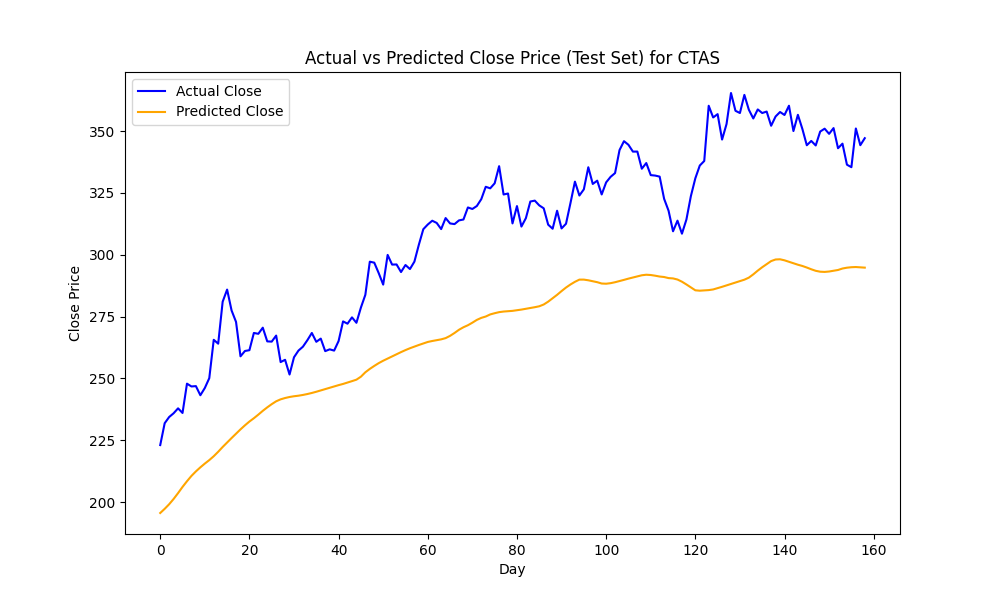 Actual vs Predicted Close Price (Test Set) for CTAS
Actual Close
Predicted Close
350
325
300
275
250
225
200
Close Price
0 20 40 60 80 100 120 140 160
Day